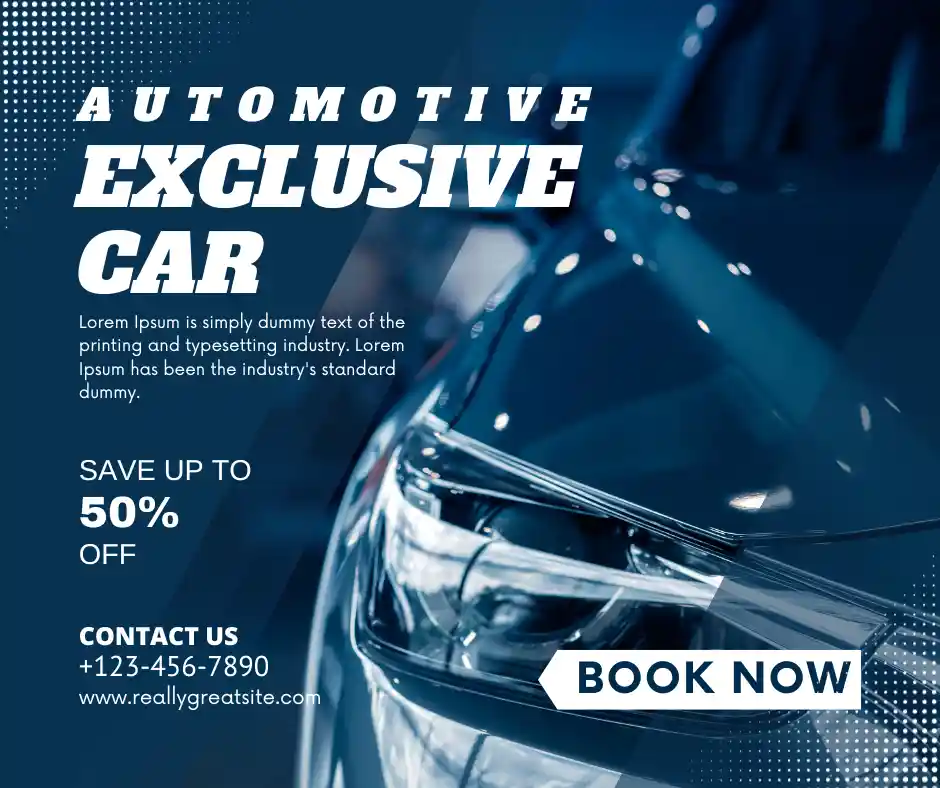 AUTOMOTIVE
EXCLUSIVE
CAR
Lorem Ipsum is simply dummy text of the
printing and typesetting industry. Lorem
Ipsum has been the industry's standard
dummy.
SAVE UP TO
50%
OFF
CONTACT US
+123-456-7890
www.reallygreatsite.com
BOOK NOW